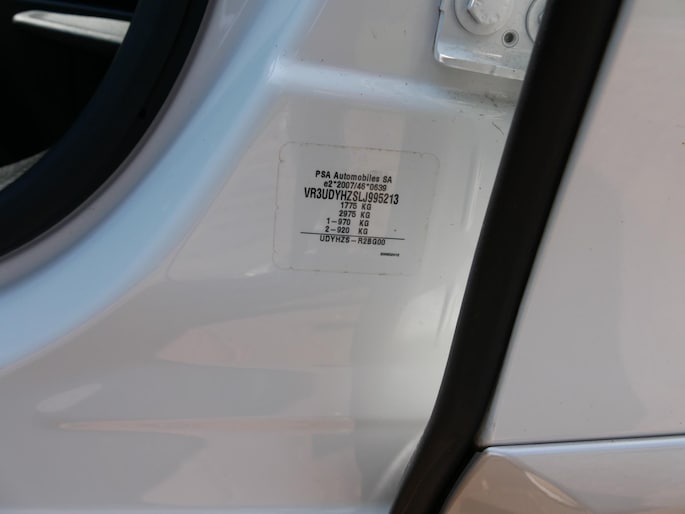 PSA Automobiles SA
e2*2007/46*0639
VR3UDYHZSLJ995213
1775 KG
2975 KG
1-970 KG
2-920 KG
UDYHZS-R2BG00